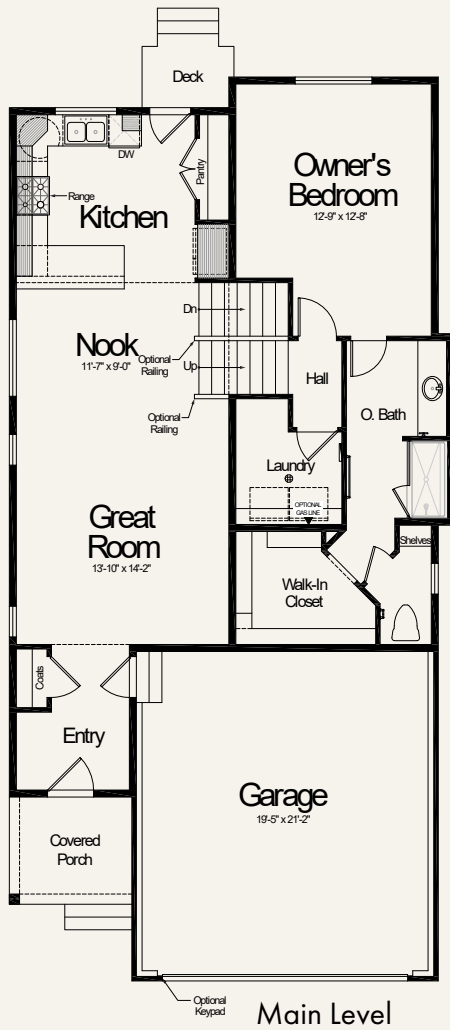 Deck
DW
Pantry
Range
Kitchen
Owner's
Bedroom
12'-9" x 12'-8"
Dn
Nook
11'-7" x 9'-0"
Optional
Railing
Up
Hall
Optional
Railing
O. Bath
Laundry
OPTIONAL
GAS LINE
Great
Room
13'-10" x 14'-2"
Shelves
Walk-In
Closet
Coats
Entry
Garage
19'-5" x 21'-2"
Covered
Porch
Optional
Keypad
Main Level